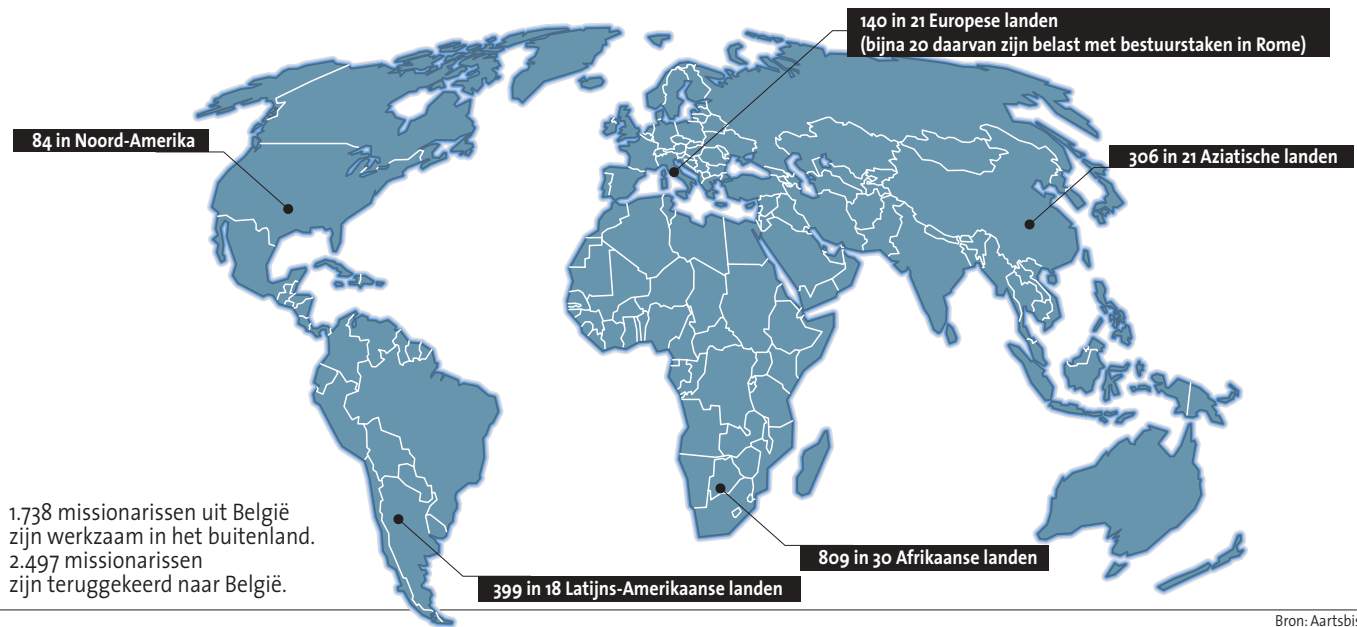 140 in 21 Europese landen
(bijna 20 daarvan zijn belast met bestuurstaken in Rome)
84 in Noord-Amerika
306 in 21 Aziatische landen
1.738 missionarissen uit België
zijn werkzaam in het buitenland.
2.497 missionarissen
zijn teruggekeerd naar België.
809 in 30 Afrikaanse landen
399 in 18 Latijns-Amerikaanse landen
Bron: Aartsbis